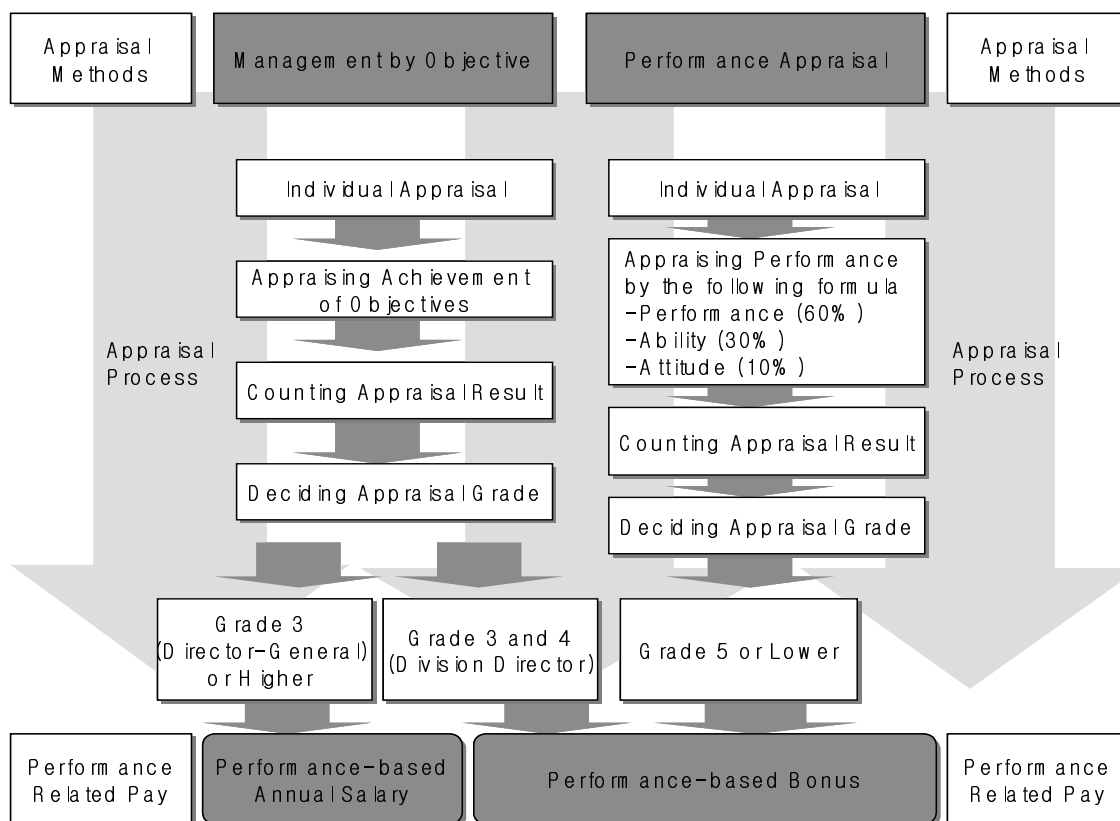 Appraisal
Methods
Management by Objective
Performance Appraisal
Appraisal
Methods
Individual Appraisal
Individual Appraisal
Appraising Achievement
of Objectives
Appraising Performance
by the following formula
-Performance (60% )
-Ability (30% )
-Attitude (10% )
Appraisal
Process
Appraisal
Process
Counting Appraisal Result
Counting Appraisal Result
Deciding Appraisal Grade
Deciding Appraisal Grade
Grade 3
(Director-General)
or Higher
Grade 3 and 4
(Division Director)
Grade 5 or Lower
Performance
Related Pay
Performance-based
Annual Salary
Performance-based Bonus
Performance
Related Pay